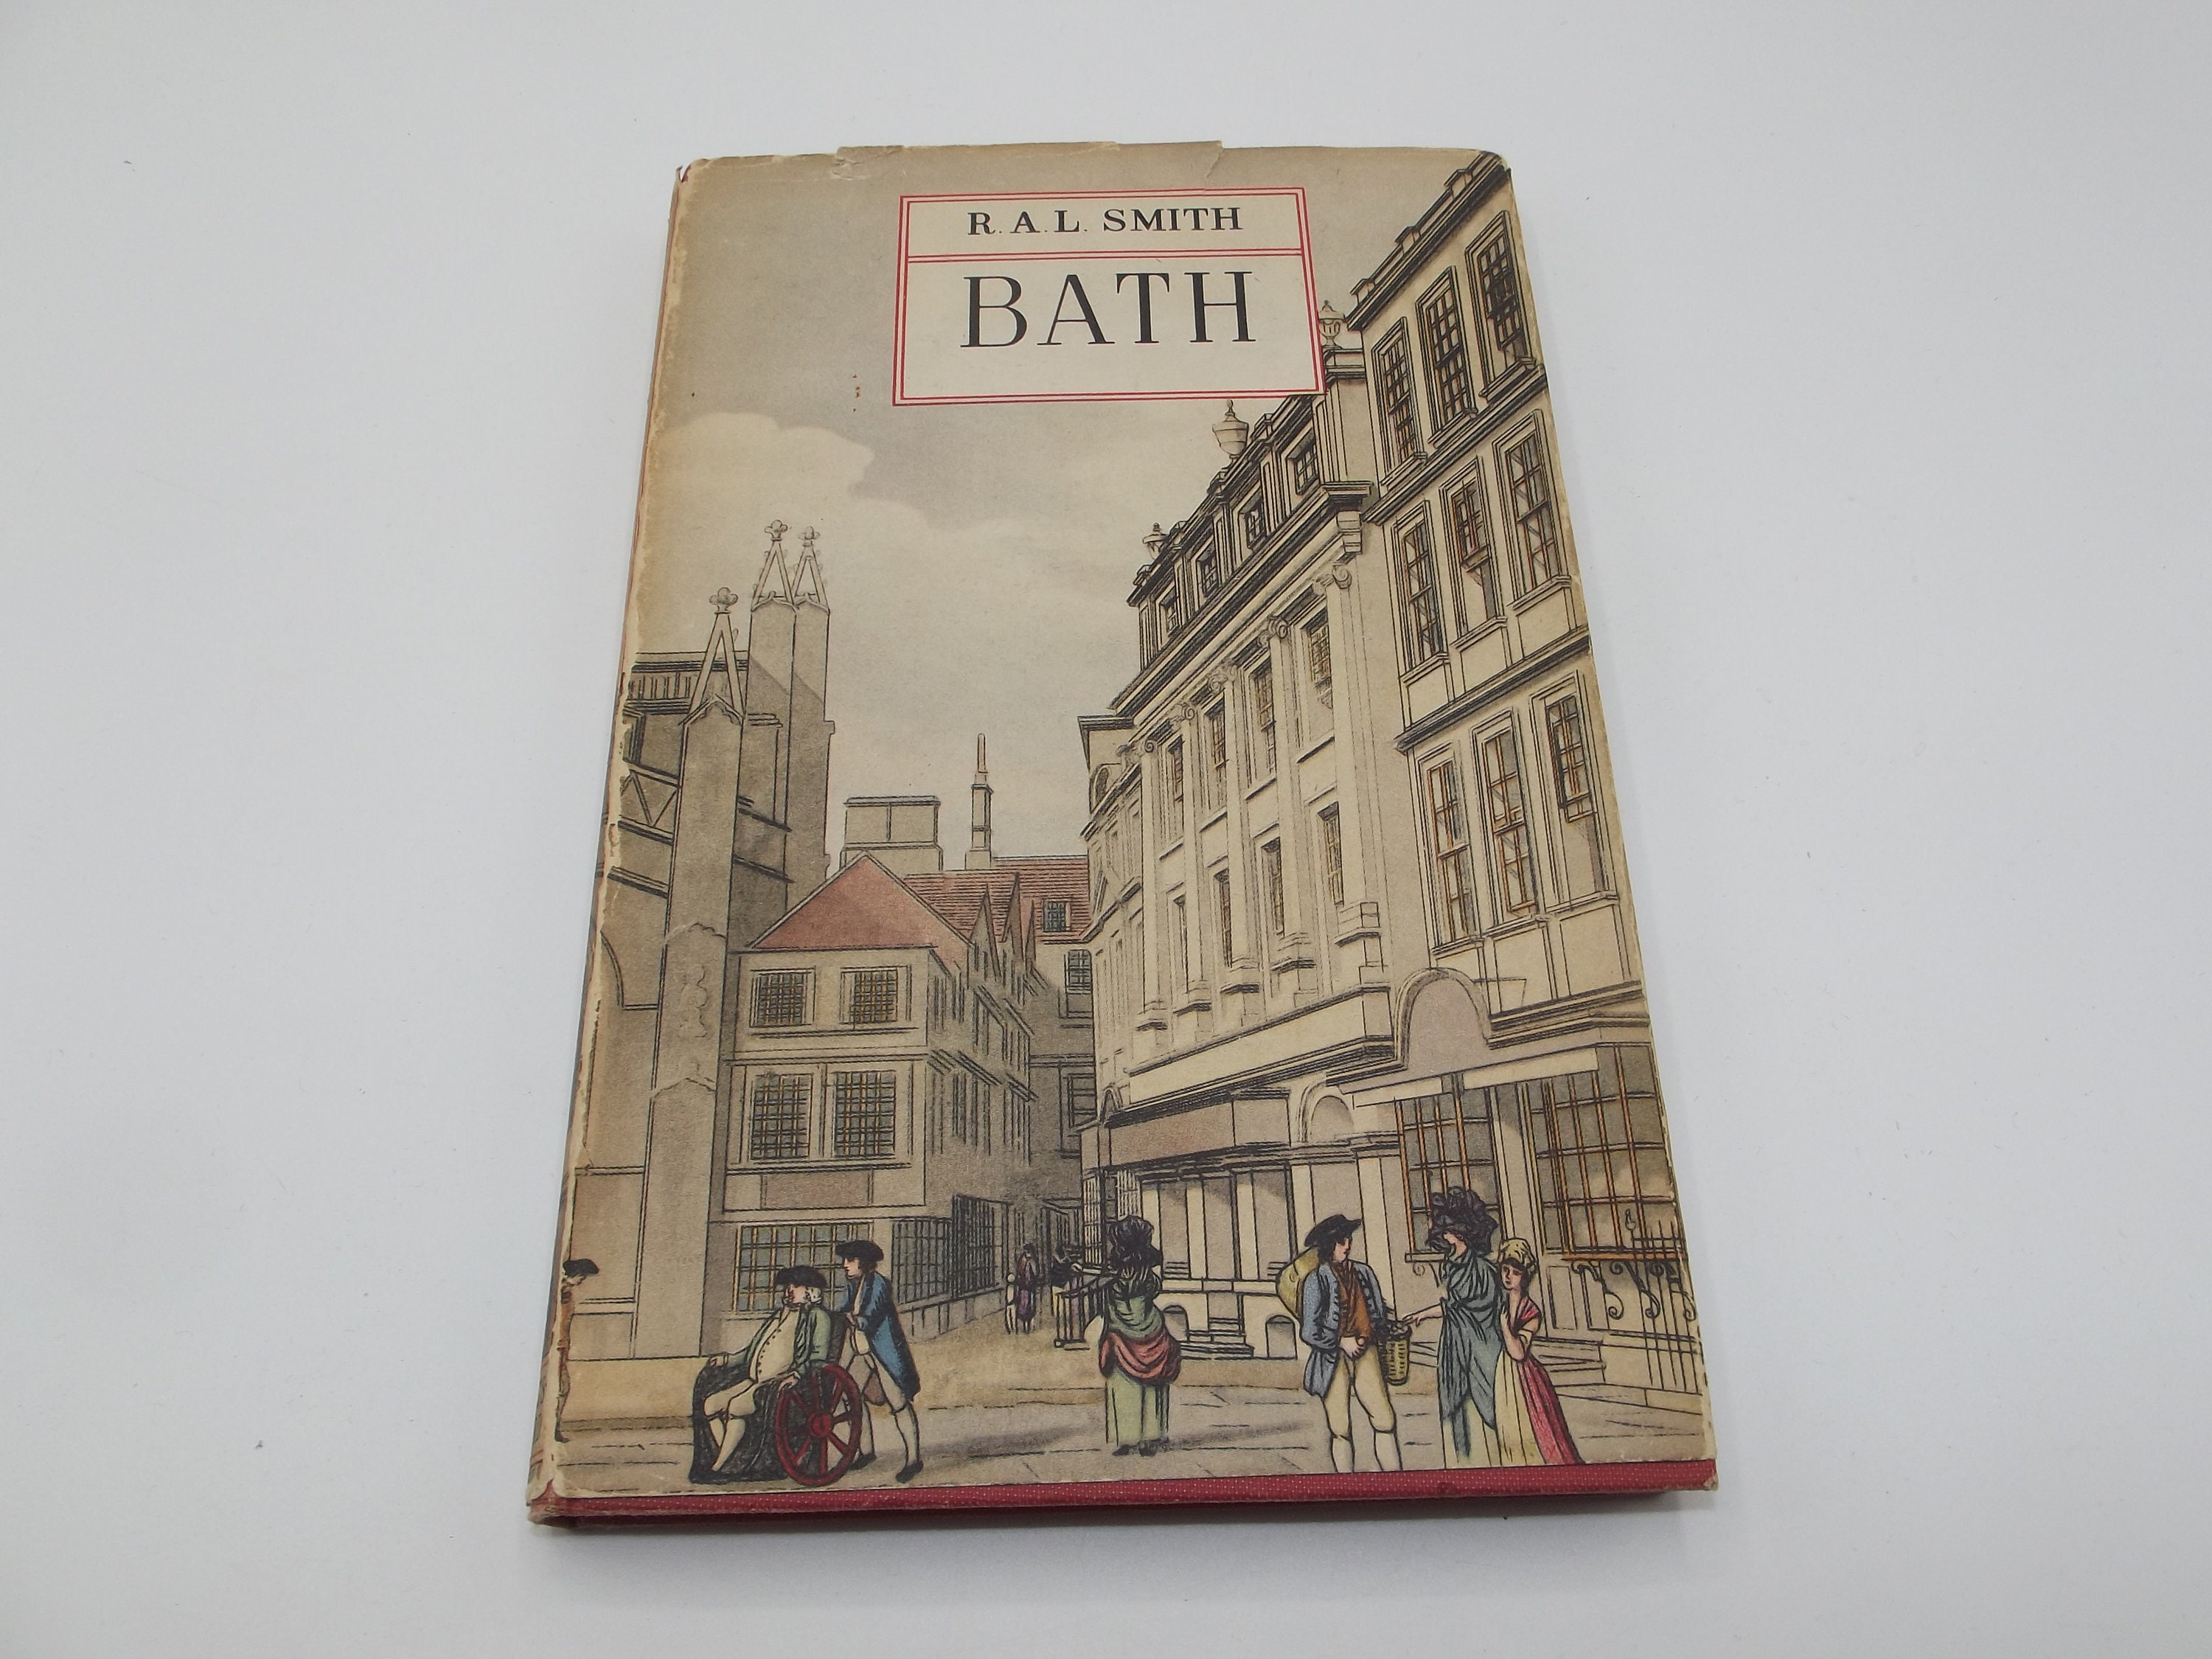 R. A. L. SMITH
BATH